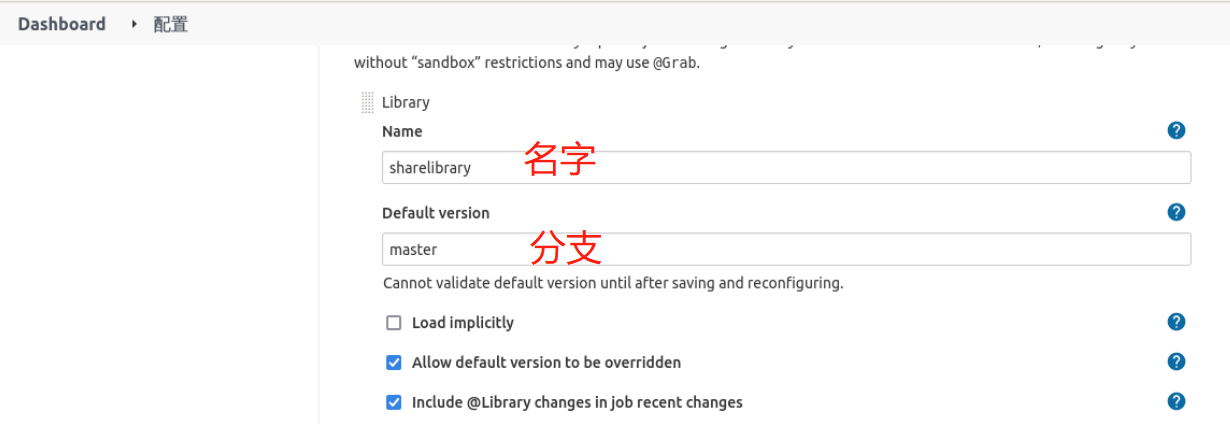 Dashboard 配置
without “sandbox” restrictions and may use @Grab.
Library
Name
sharelibrary 名字
Default version
master 分支
Cannot validate default version until after saving and reconfiguring.
Load implicitly
Allow default version to be overridden
Include @Library changes in job recent changes